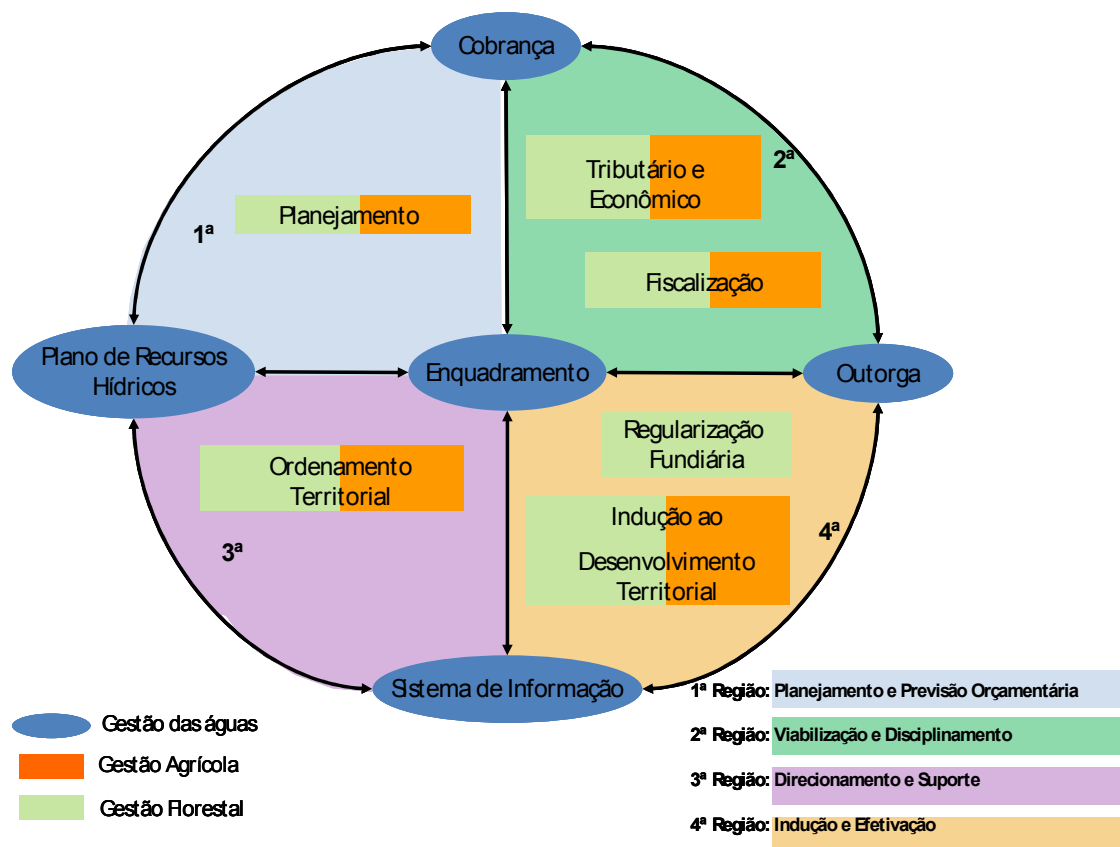 Cobrança
2ª
Tributário e
Econômico
Planejamento
1ª
Fiscalização
Plano de Recursos
Hídricos
Enquadramento
Outorga
Regularização
Fundiária
Ordenamento
Territorial
Indução ao
Desenvolvimento
Territorial
3ª
4ª
Sistema de Informação
Gestão das águas
Gestão Agrícola
Gestão Florestal
1ª Região: Planejamento e Previsão Orçamentária
2ª Região: Viabilização e Disciplinamento
3ª Região: Direcionamento e Suporte
4ª Região: Indução e Efetivação